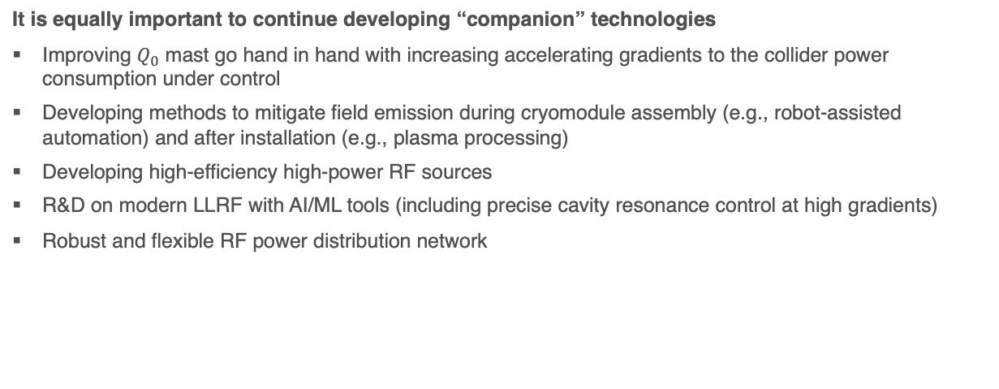 It is equally important to continue developing “companion” technologies
▪ Improving Q₀ mast go hand in hand with increasing accelerating gradients to the collider power
consumption under control
▪ Developing methods to mitigate field emission during cryomodule assembly (e.g., robot-assisted
automation) and after installation (e.g., plasma processing)
▪ Developing high-efficiency high-power RF sources
▪ R&D on modern LLRF with AI/ML tools (including precise cavity resonance control at high gradients)
▪ Robust and flexible RF power distribution network